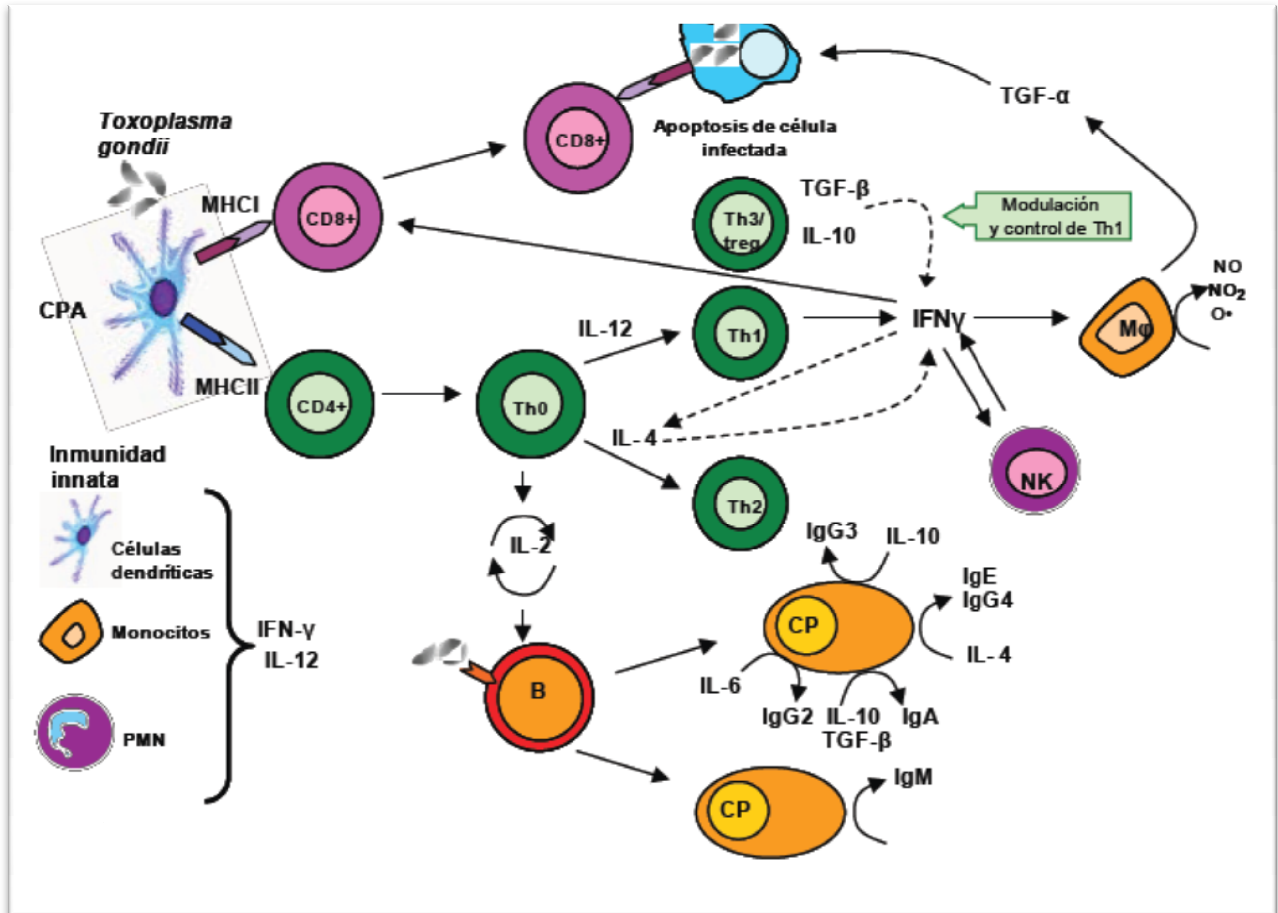 Toxoplasma
gondii
MHCI
CD8+
CD8+
Apoptosis de célula
infectada
TGF-α
CPA
MHCII
CD4+
Th0
IL-12
Th1
IL- 4
Th2
Th3/
treg
TGF-β
IL-10
Modulación
y control de Th1
IFNγ
Mφ
NO
NO2
O•
NK
Inmunidad
innata
Células
dendríticas
Monocitos
PMN
IFN-γ
IL-12
IL-2
B
CP
IgG3
IL-10
IgE
IgG4
IL- 4
IL-6
IgG2
IL-10
TGF-β
IgA
CP
IgM